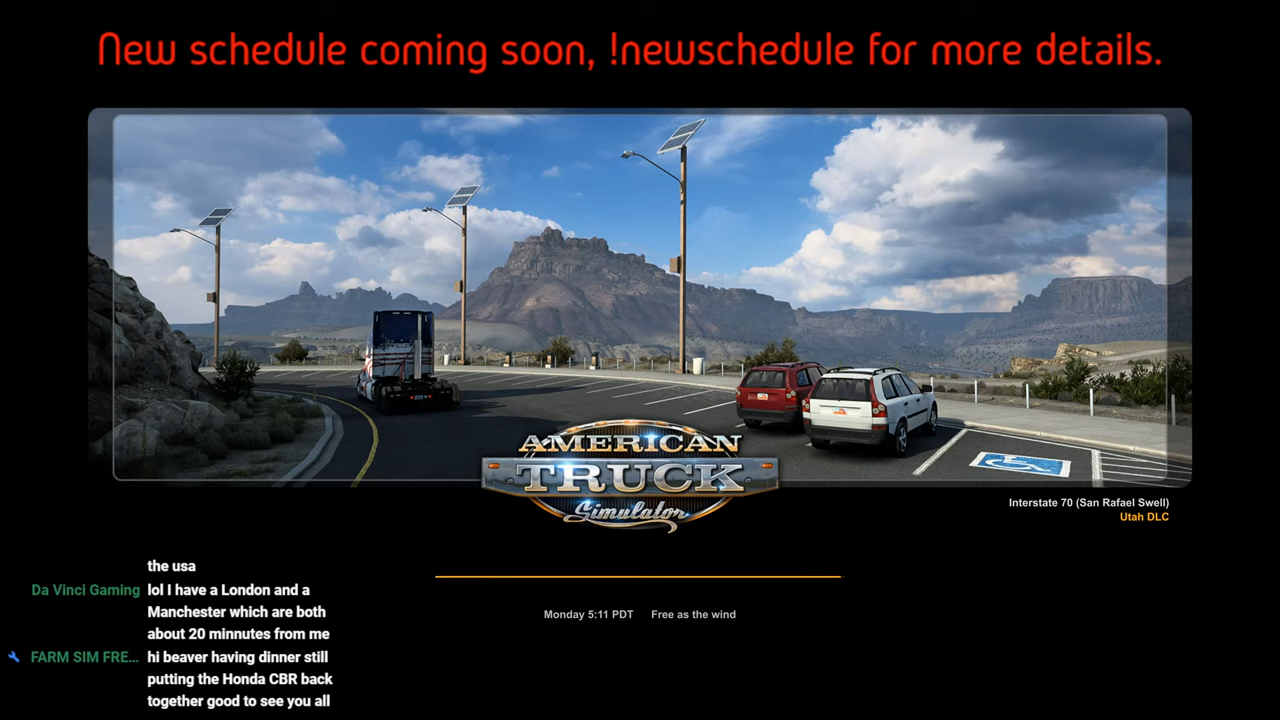 New schedule coming soon, !newschedule for more details.
AMERICAN
TRUCK
Simulator
Interstate 70 (San Rafael Swell)
Utah DLC
Monday 5:11 PDT Free as the wind
the usa
Da Vinci Gaming lol I have a London and a
Manchester which are both
about 20 minnutes from me
FARM SIM FRE... hi beaver having dinner still
putting the Honda CBR back
together good to see you all